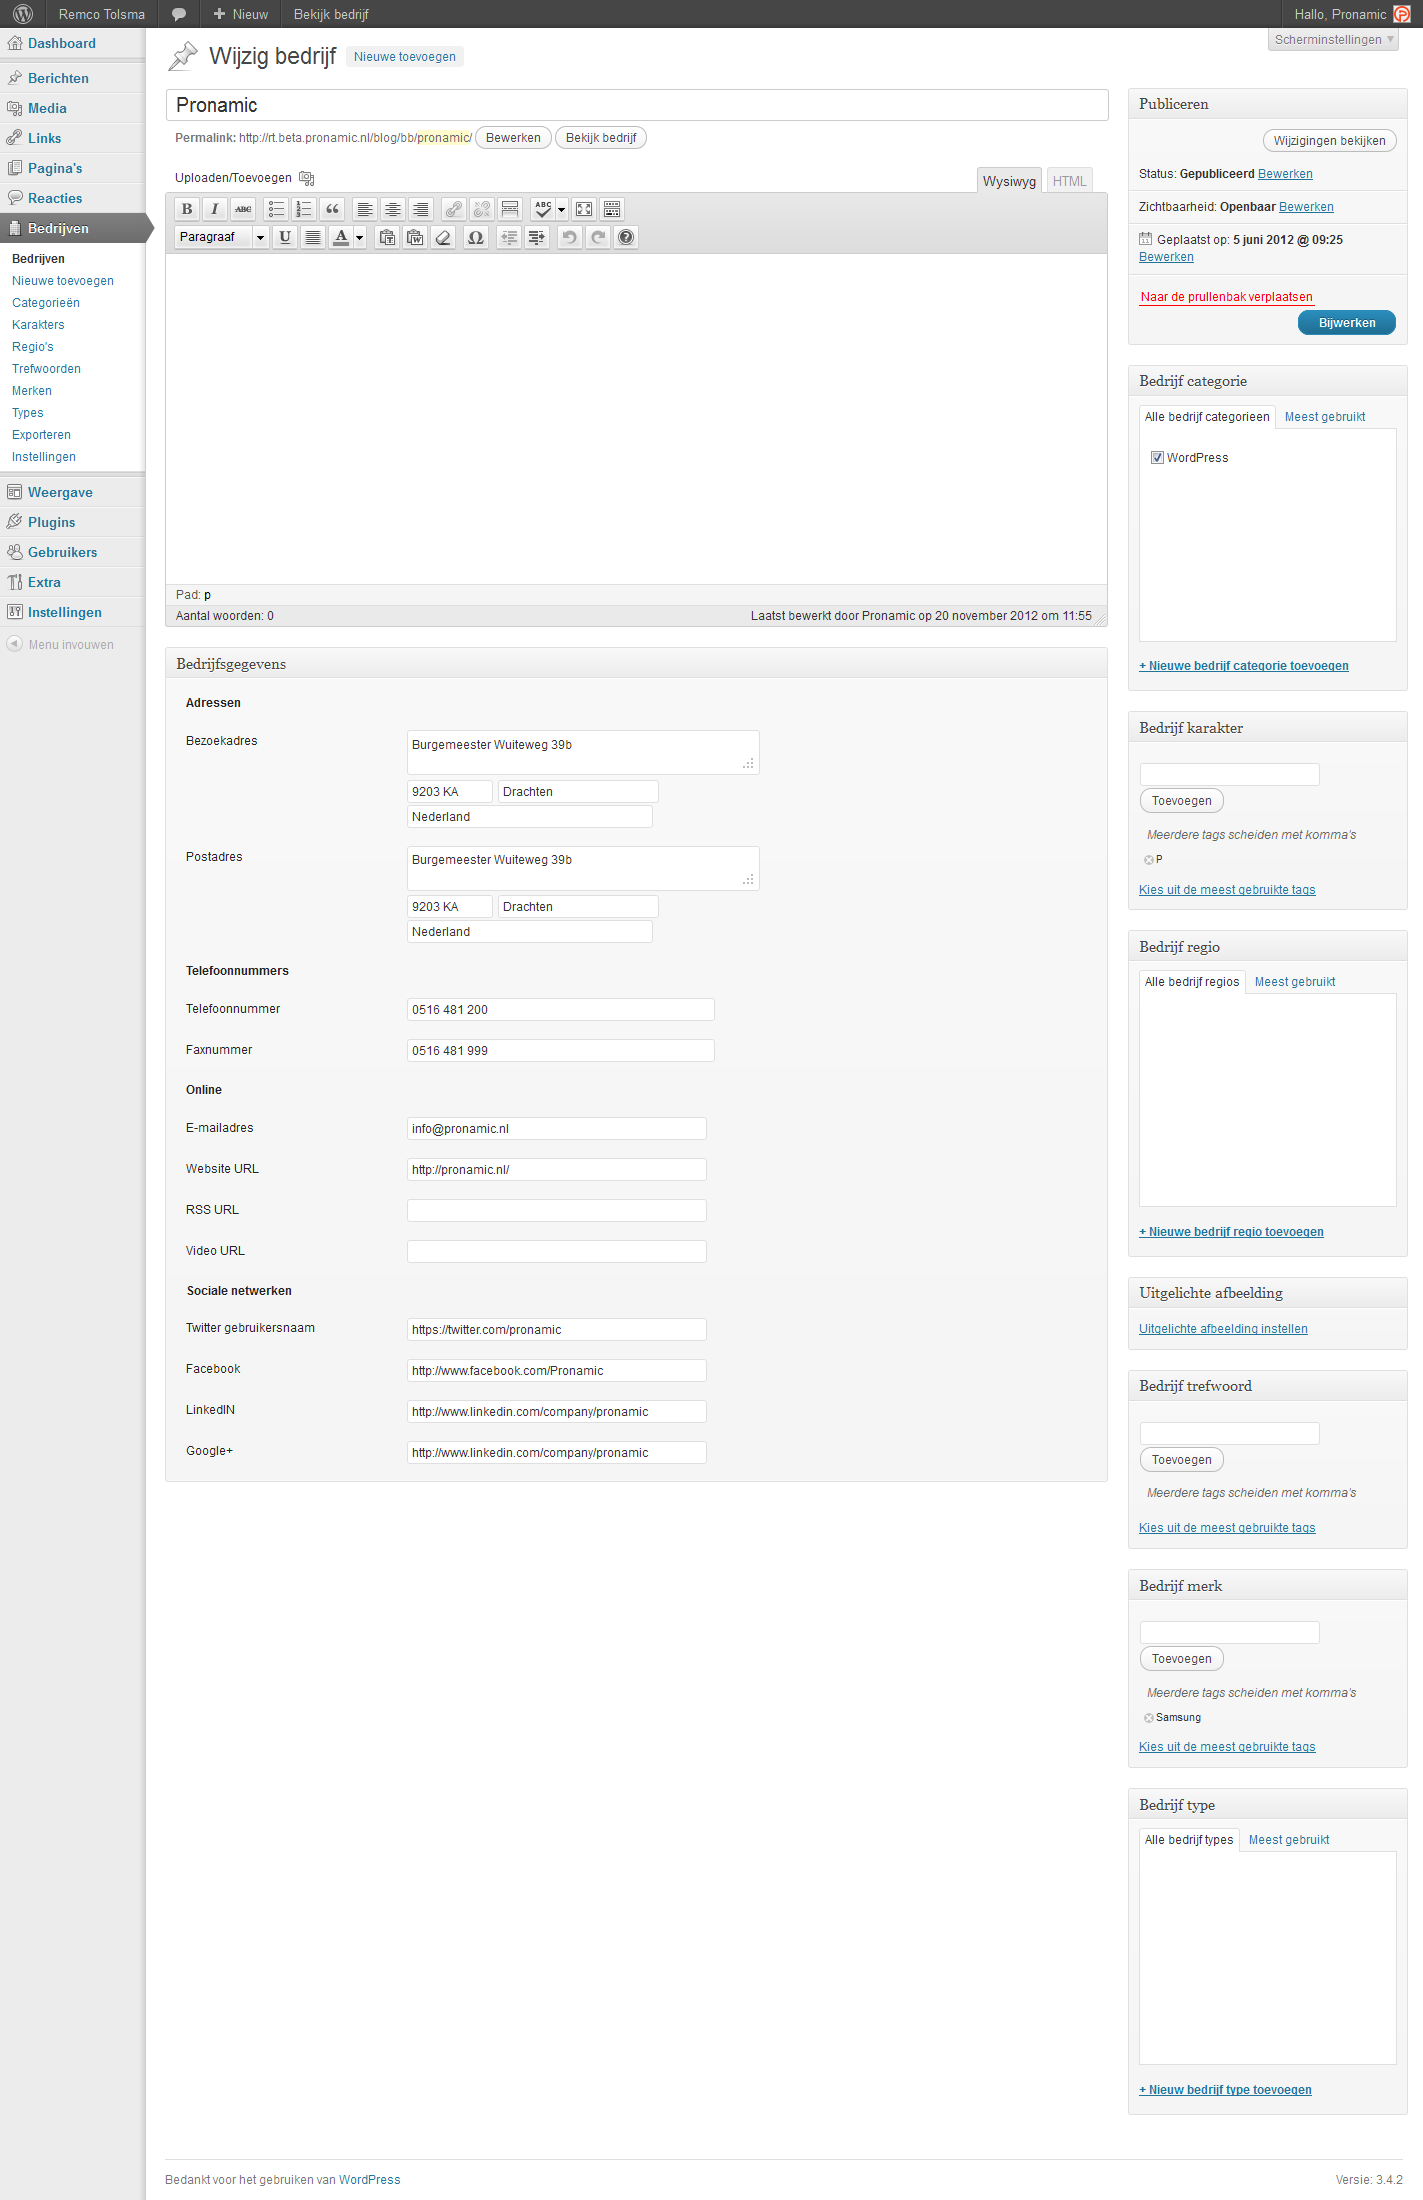 Remco Tolsma
Nieuw
Bekijk bedrijf
Hallo, Pronamic
Dashboard
Berichten
Media
Links
Pagina's
Reacties
Bedrijven
Bedrijven
Nieuwe toevoegen
Categorieën
Karakters
Regio's
Trefwoorden
Merken
Types
Exporteren
Instellingen
Weergave
Plugins
Gebruikers
Extra
Instellingen
Menu invouwen
Scherminstellingen
Wijzig bedrijf Nieuwe toevoegen
Pronamic
Permalink: http://rt.beta.pronamic.nl/blog/bb/pronamic/ Bewerken Bekijk bedrijf
Uploaden/Toevoegen
Wysiwyg HTML
B I ABC ABC
Paragraaf U A Ω
Pad: p
Aantal woorden: 0
Laatst bewerkt door Pronamic op 20 november 2012 om 11:55
Bedrijfsgegevens
Adressen
Bezoekadres
Burgemeester Wuiteweg 39b
9203 KA Drachten
Nederland
Postadres
Burgemeester Wuiteweg 39b
9203 KA Drachten
Nederland
Telefoonnummers
Telefoonnummer 0516 481 200
Faxnummer 0516 481 999
Online
E-mailadres info@pronamic.nl
Website URL http://pronamic.nl/
RSS URL
Video URL
Sociale netwerken
Twitter gebruikersnaam https://twitter.com/pronamic
Facebook http://www.facebook.com/Pronamic
LinkedIN http://www.linkedin.com/company/pronamic
Google+ http://www.linkedin.com/company/pronamic
Publiceren
Wijzigingen bekijken
Status: Gepubliceerd Bewerken
Zichtbaarheid: Openbaar Bewerken
Geplaatst op: 5 juni 2012 @ 09:25
Bewerken
Naar de prullenbak verplaatsen
Bijwerken
Bedrijf categorie
Alle bedrijf categorieen Meest gebruikt
WordPress
+ Nieuwe bedrijf categorie toevoegen
Bedrijf karakter
Toevoegen
Meerdere tags scheiden met komma's
P
Kies uit de meest gebruikte tags
Bedrijf regio
Alle bedrijf regios Meest gebruikt
+ Nieuwe bedrijf regio toevoegen
Uitgelichte afbeelding
Uitgelichte afbeelding instellen
Bedrijf trefwoord
Toevoegen
Meerdere tags scheiden met komma's
Kies uit de meest gebruikte tags
Bedrijf merk
Toevoegen
Meerdere tags scheiden met komma's
Samsung
Kies uit de meest gebruikte tags
Bedrijf type
Alle bedrijf types Meest gebruikt
+ Nieuw bedrijf type toevoegen
Bedankt voor het gebruiken van WordPress
Versie: 3.4.2